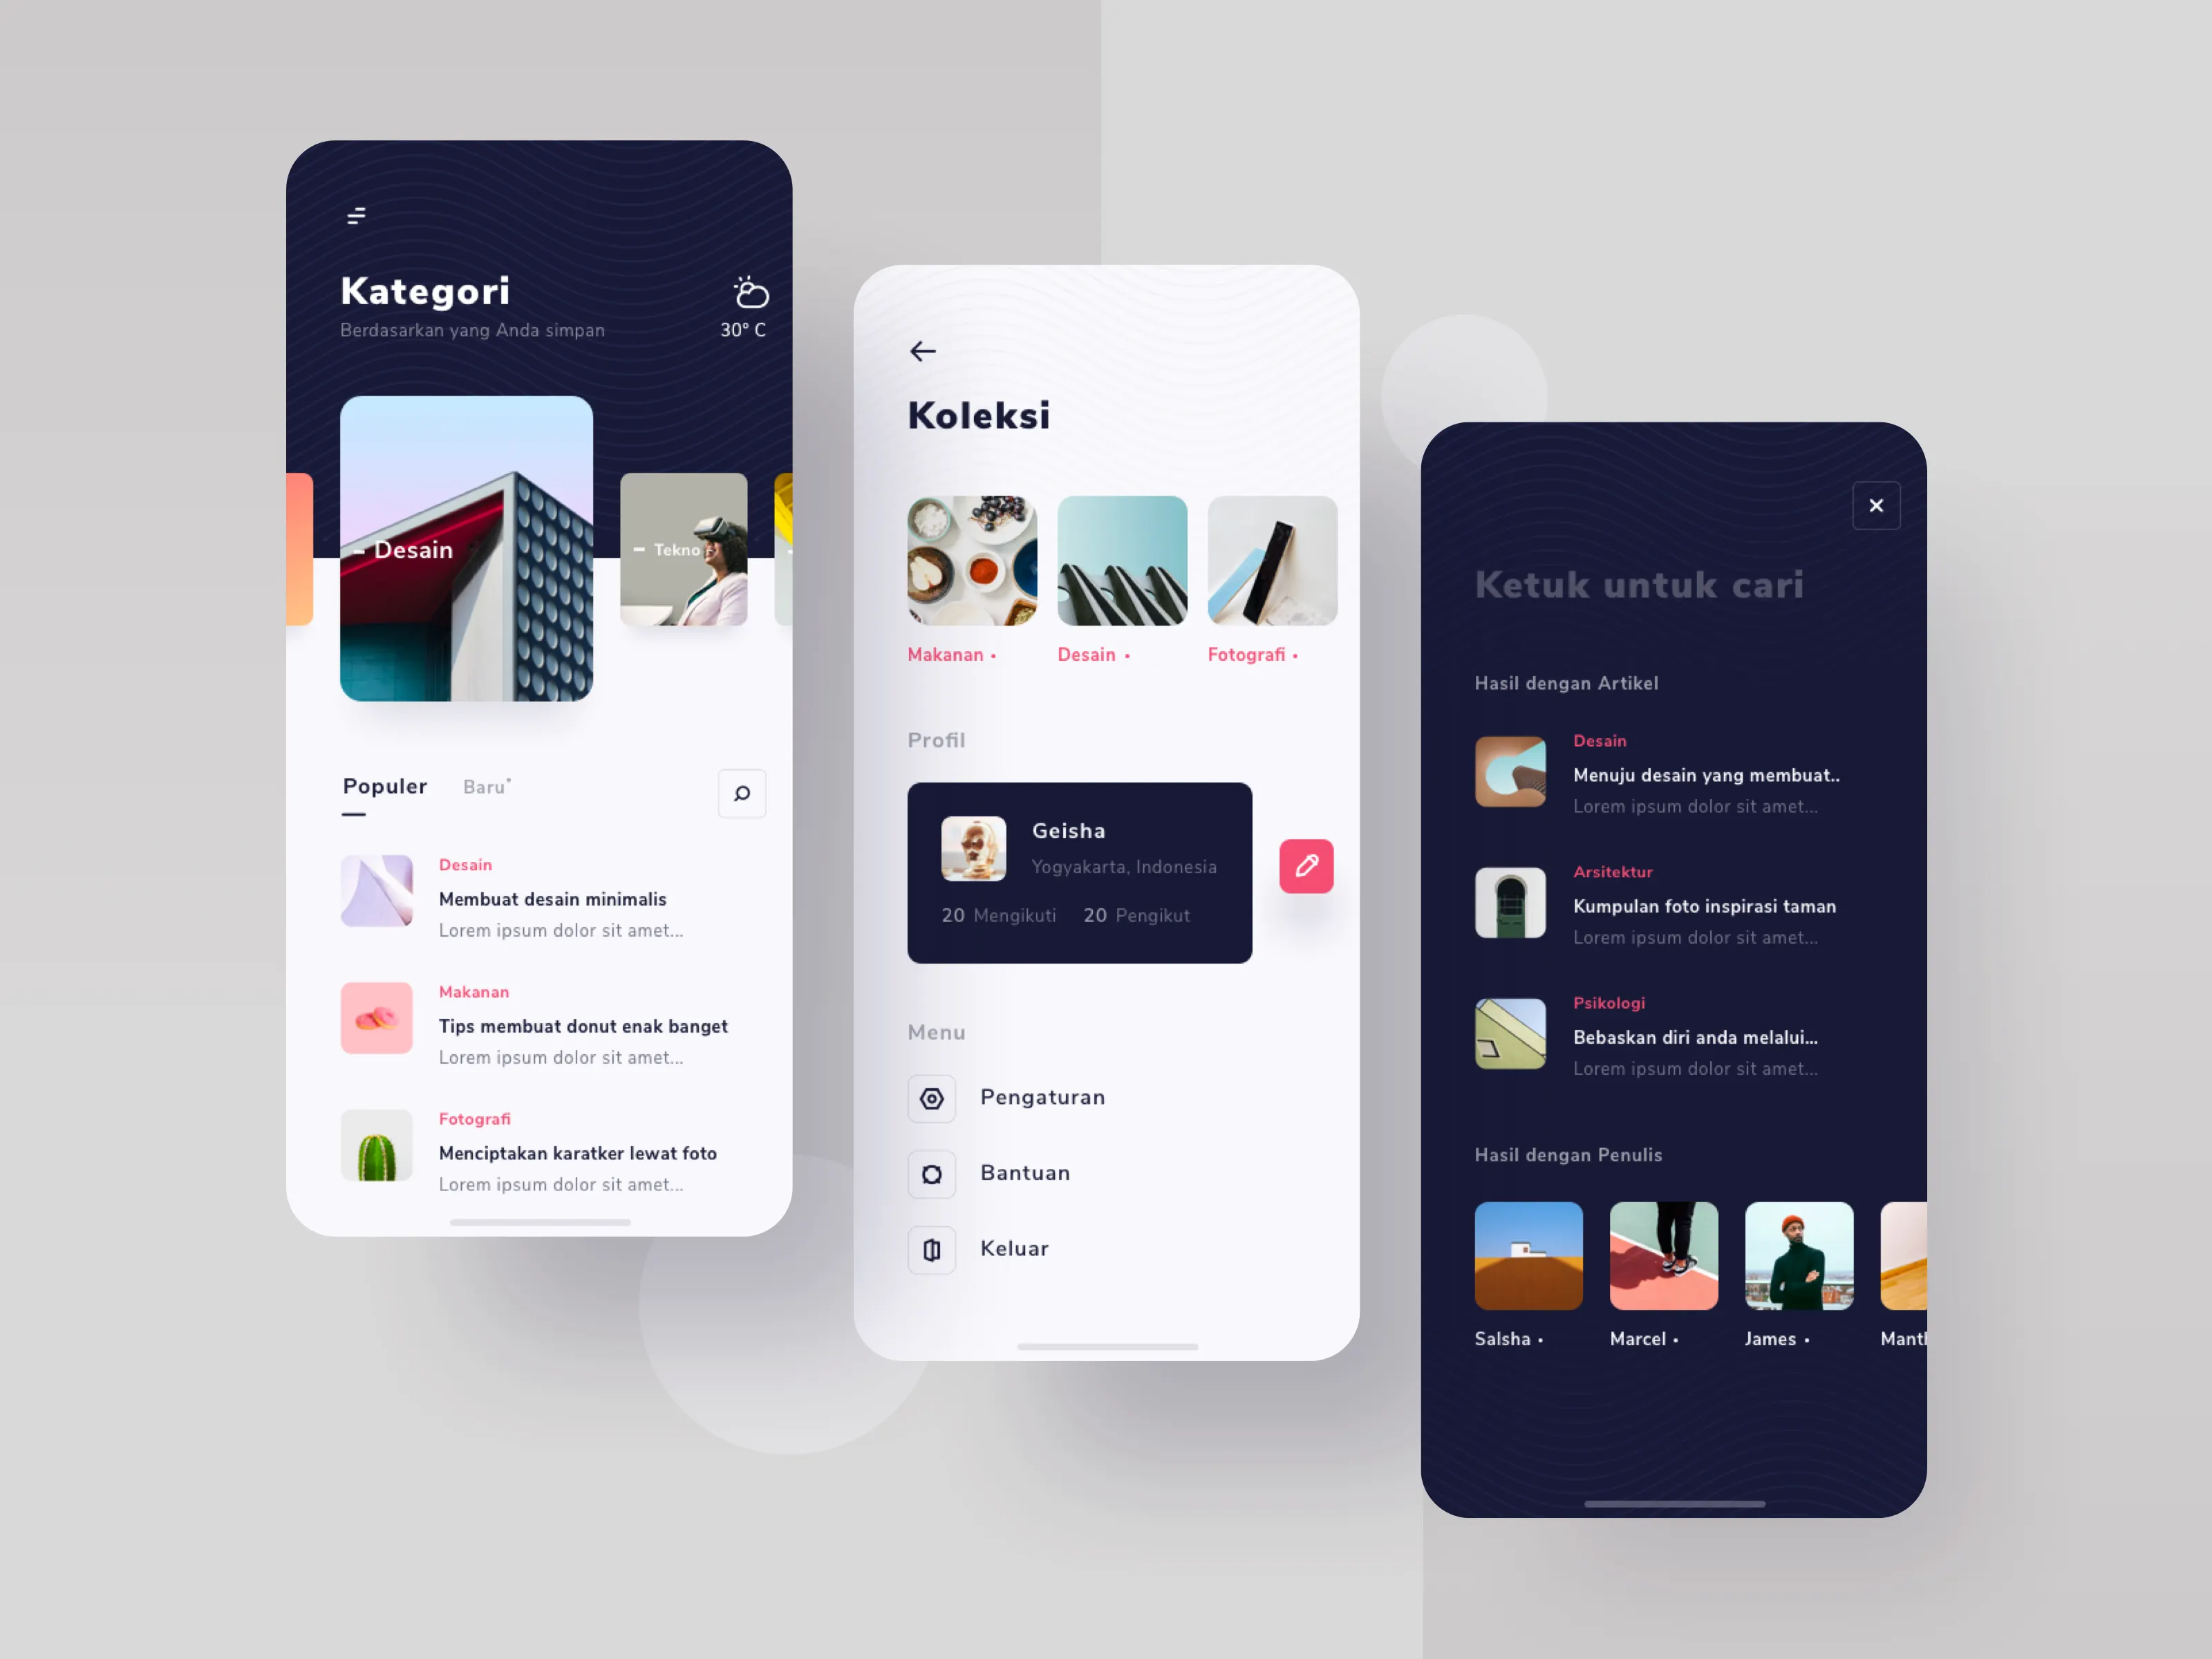 Kategori
Berdasarkan yang Anda simpan
30° C
Desain
Tekno
Populer
Baru*
Desain
Membuat desain minimalis
Lorem ipsum dolor sit amet...
Makanan
Tips membuat donut enak banget
Lorem ipsum dolor sit amet...
Fotografi
Menciptakan karatker lewat foto
Lorem ipsum dolor sit amet...
Koleksi
Makanan •
Desain •
Fotografi •
Profil
Geisha
Yogyakarta, Indonesia
20 Mengikuti 20 Pengikut
Menu
Pengaturan
Bantuan
Keluar
Ketuk untuk cari
Hasil dengan Artikel
Desain
Menuju desain yang membuat..
Lorem ipsum dolor sit amet...
Arsitektur
Kumpulan foto inspirasi taman
Lorem ipsum dolor sit amet...
Psikologi
Bebaskan diri anda melalui...
Lorem ipsum dolor sit amet...
Hasil dengan Penulis
Salsha •
Marcel •
James •